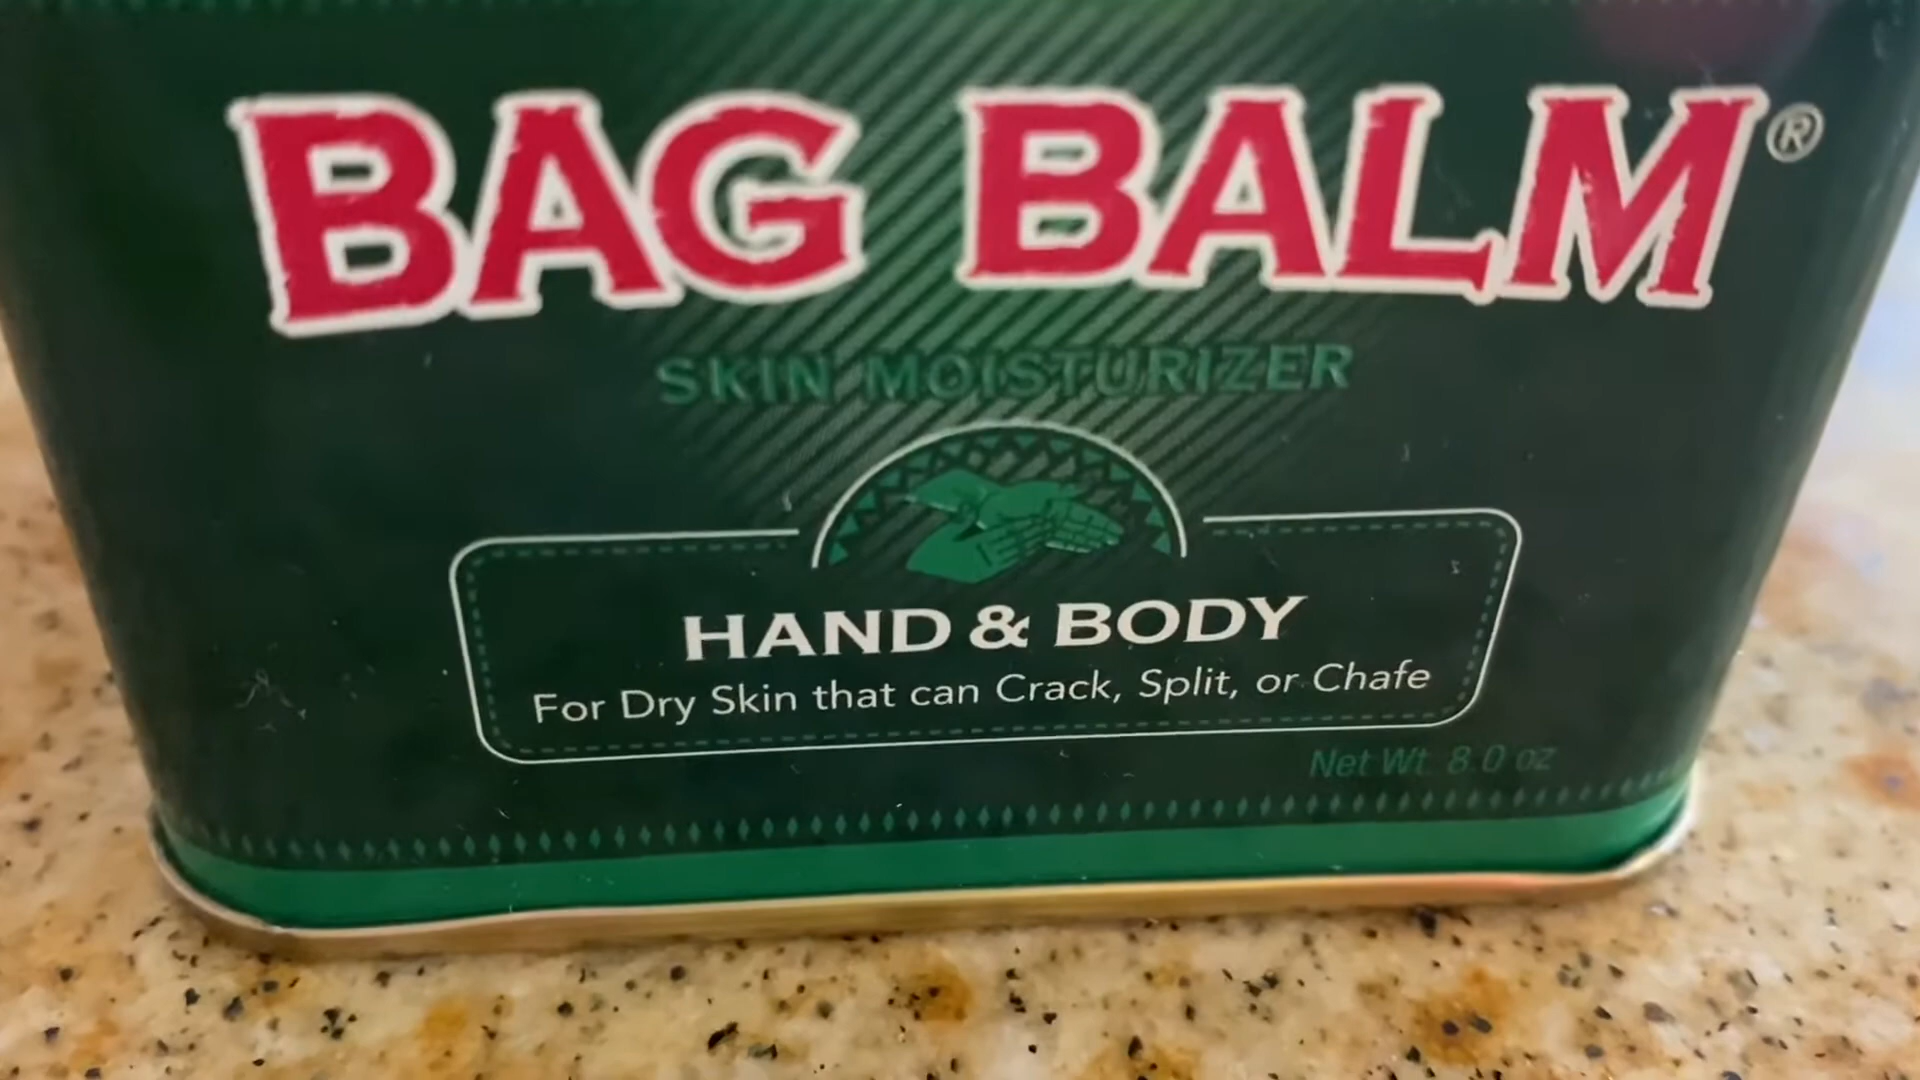 BAG BALM®
SKIN MOISTURIZER
HAND & BODY
For Dry Skin that can Crack, Split, or Chafe
Net Wt. 8.0 oz